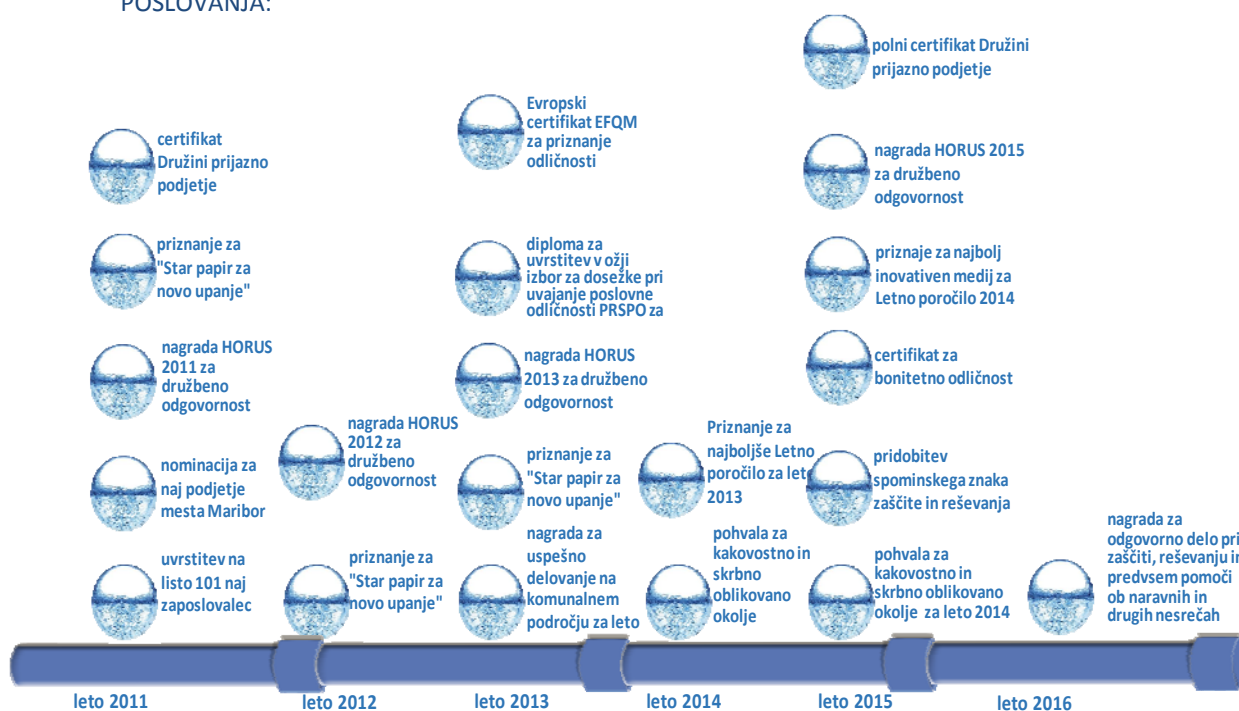 POSLOVANJA:
certifikat
Družini prijazno
podjetje
priznanje za
"Star papir za
novo upanje"
nagrada HORUS
2011 za
družbeno
odgovornost
nominacija za
naj podjetje
mesta Maribor
uvrstitev na
listo 101 naj
zaposlovalec
nagrada HORUS
2012 za
družbeno
odgovornost
priznanje za
"Star papir za
novo upanje"
Evropski
certifikat EFQM
za priznanje
odličnosti
diploma za
uvrstitev v ožji
izbor za dosežke pri
uvajanje poslovne
odličnosti PRSPO za
nagrada HORUS
2013 za družbeno
odgovornost
priznanje za
"Star papir za
novo upanje"
nagrada za
uspešno
delovanje na
komunalnem
področju za leto
Priznanje za
najboljše Letno
poročilo za leto
2013
pohvala za
kakovostno in
skrbno
oblikovano
okolje
polni certifikat Družini
prijazno podjetje
nagrada HORUS 2015
za družbeno
odgovornost
priznaje za najbolj
inovativen medij za
Letno poročilo 2014
certifikat za
bonitetno odličnost
pridobitev
spominskega znaka
zaščite in reševanja
pohvala za
kakovostno in
skrbno oblikovano
okolje za leto 2014
nagrada za
odgovorno delo pri
zaščiti, reševanju in
predvsem pomoči
ob naravnih in
drugih nesrečah
leto 2011
leto 2012
leto 2013
leto 2014
leto 2015
leto 2016